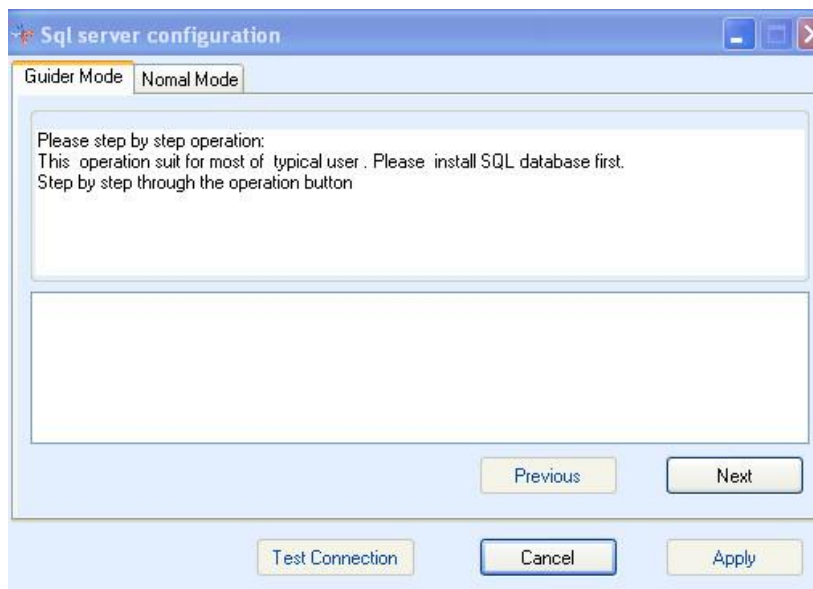 Sql server configuration
Guider Mode
Nomal Mode
Please step by step operation:
This operation suit for most of typical user . Please install SQL database first.
Step by step through the operation button
Previous
Next
Test Connection
Cancel
Apply